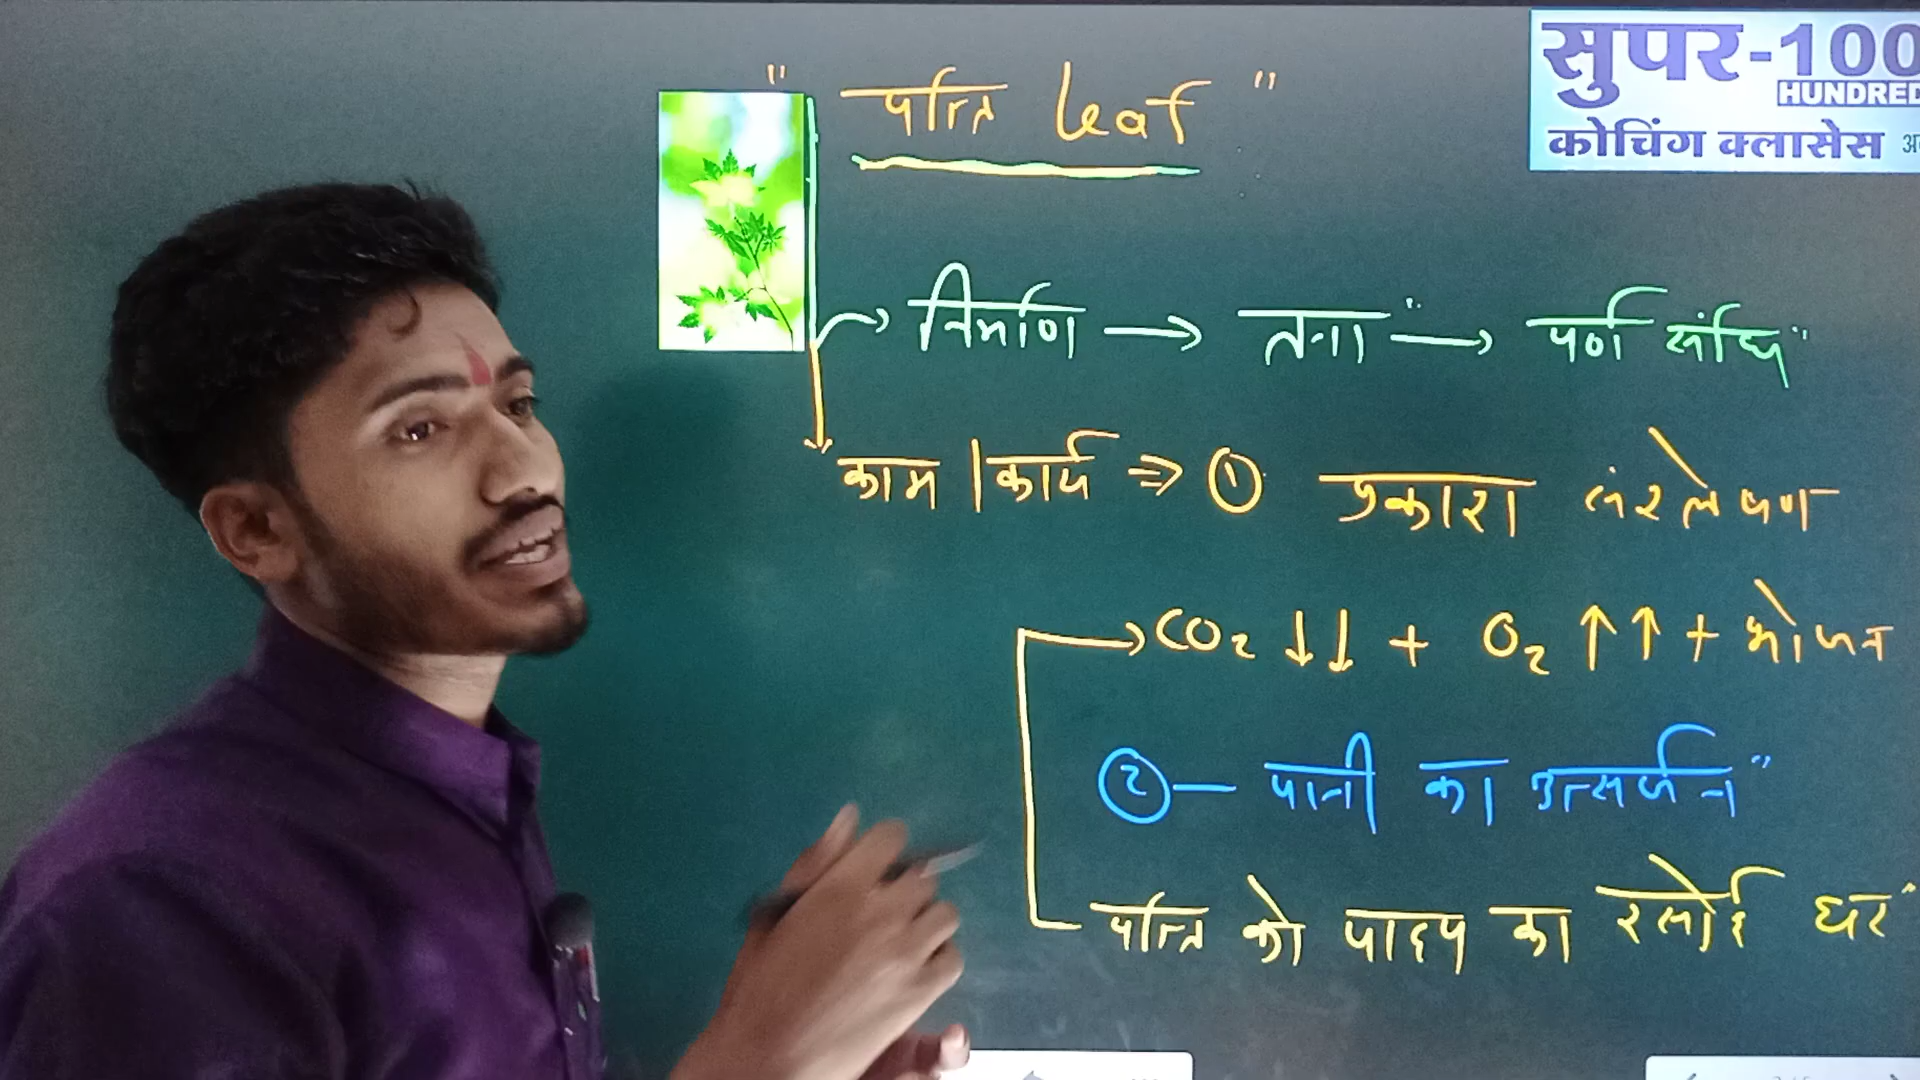 सुपर-100
HUNDRED
कोचिंग क्लासेस
" पत्ति Leaf "
निर्माण → तना" → पर्ण संधि"
काम | कार्य ⇒ ① प्रकाश संश्लेषण
→ CO₂ ↓↓ + O₂ ↑↑ + भोजन
② — पानी का उत्सर्जन"
पत्ति को पादप का रसोई घर"